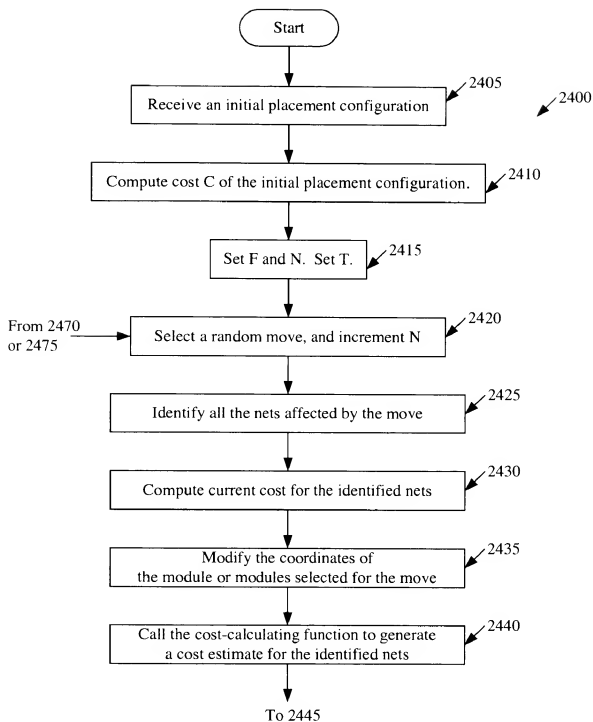 Start
2405
Receive an initial placement configuration
2400
2410
Compute cost C of the initial placement configuration.
2415
Set F and N. Set T.
2420
From 2470
or 2475
Select a random move, and increment N
2425
Identify all the nets affected by the move
2430
Compute current cost for the identified nets
2435
Modify the coordinates of
the module or modules selected for the move
2440
Call the cost-calculating function to generate
a cost estimate for the identified nets
To 2445